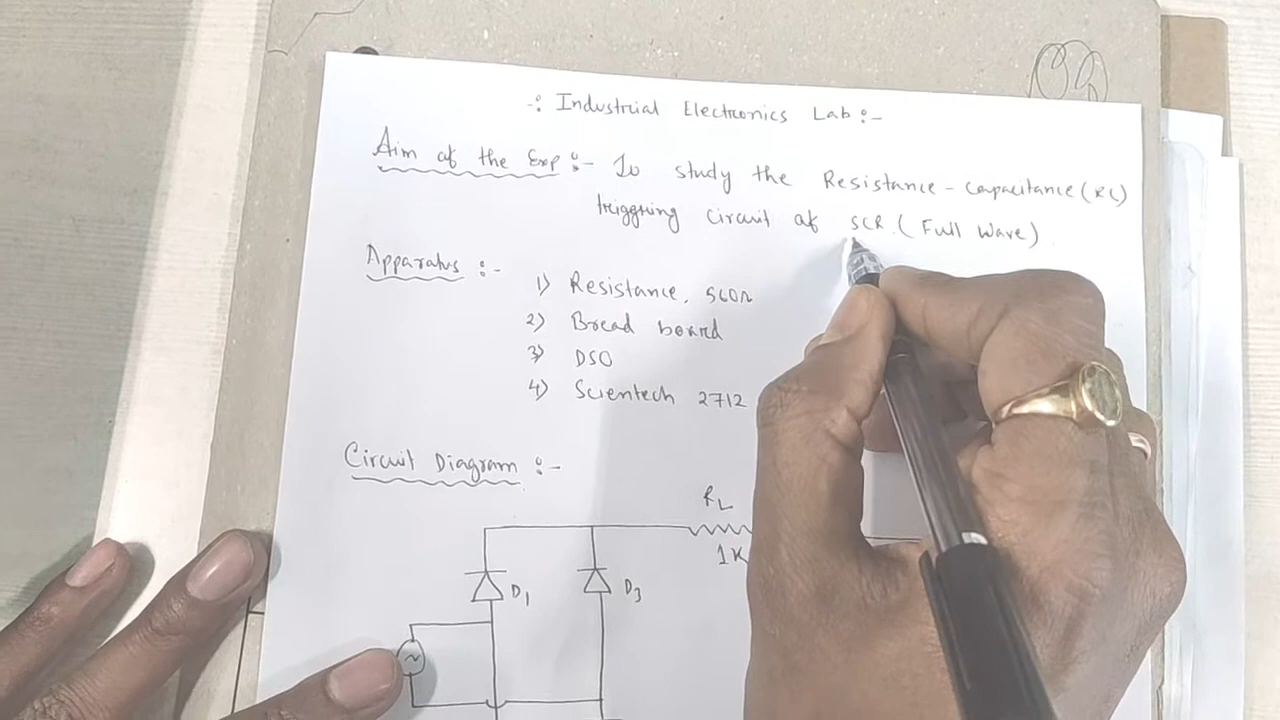 -: Industrial Electronics Lab :-
Aim of the Exp :- To study the Resistance - Capacitance (RC)
triggring circuit of SCR. (Full Wave)
Apparatus :-
1) Resistance, 560Ω
2) Bread board
3) DSO
4) Scientech 2712
Circuit Diagram :-
RL
1K
D1 D3
~